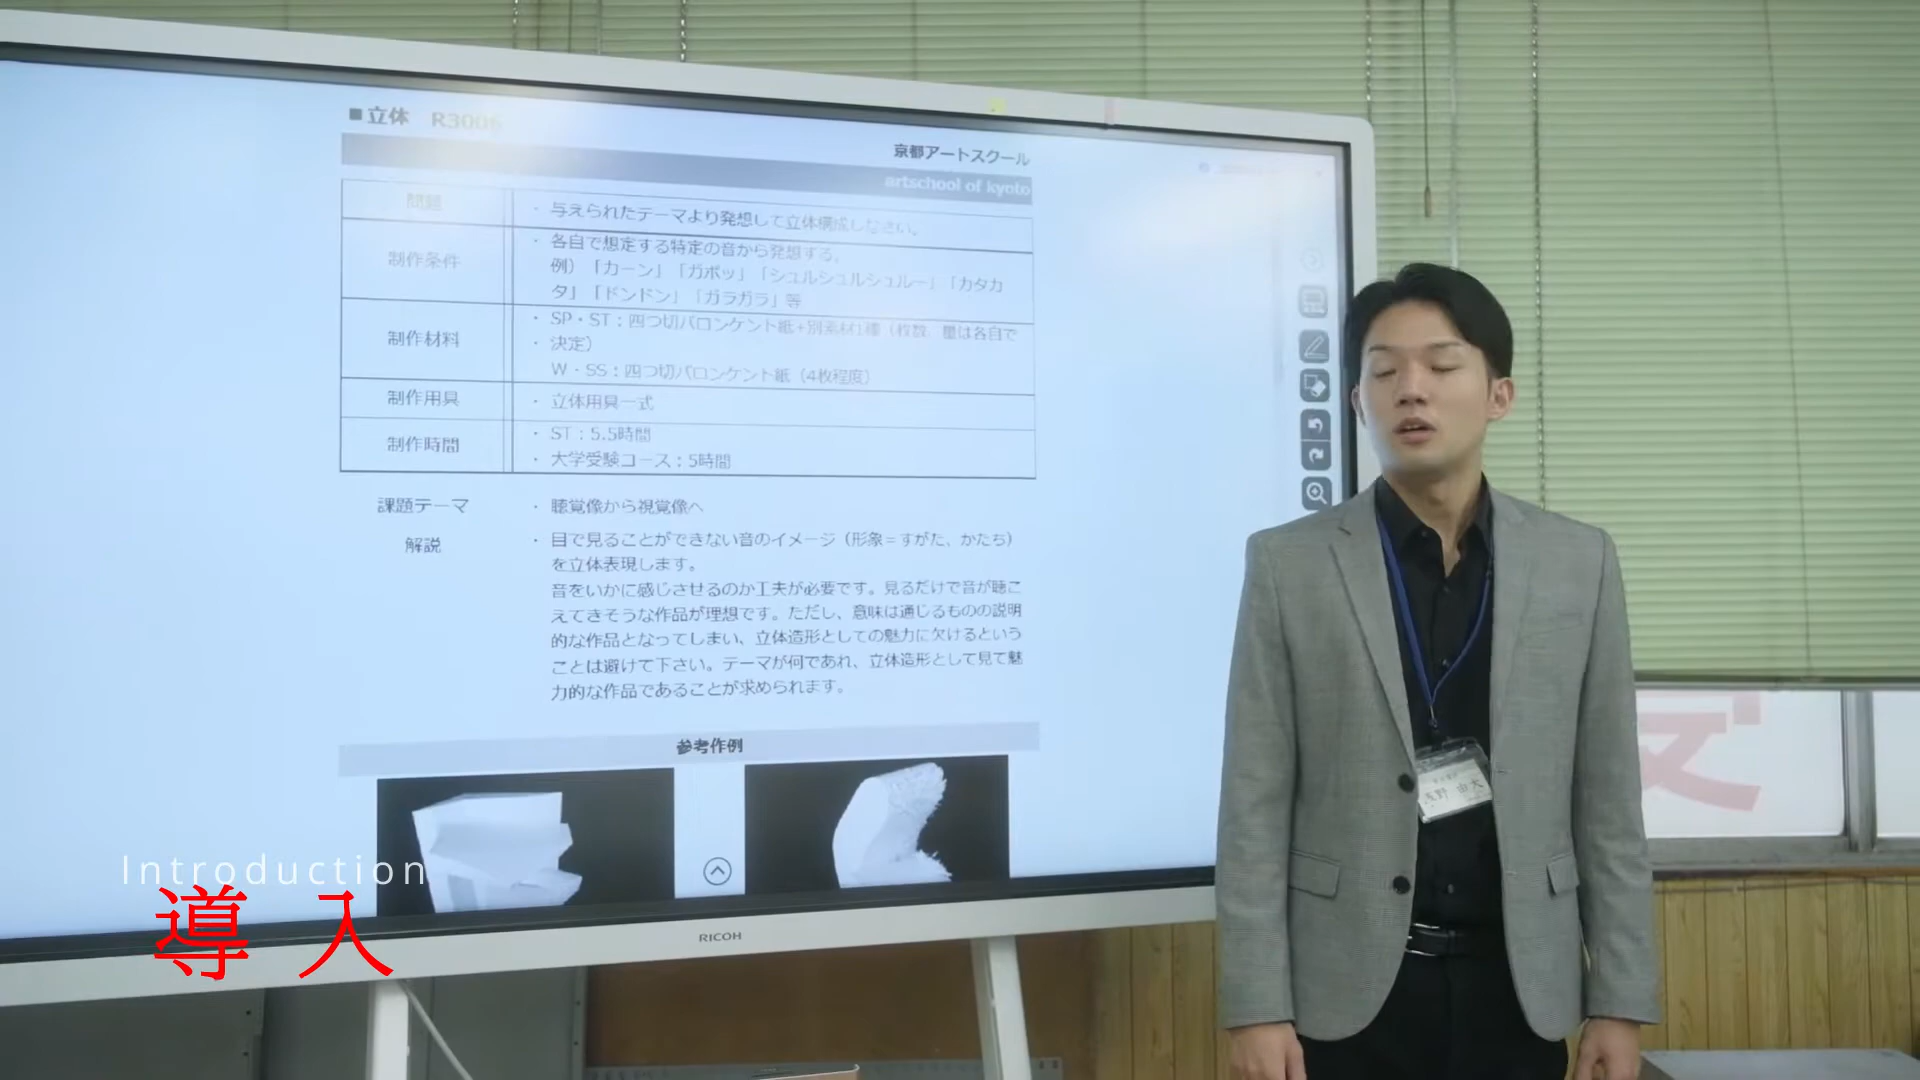 ■立体 R3006
京都アートスクール
artschool of kyoto
問題
・ 与えられたテーマより発想して立体構成しなさい。
制作条件
・ 各自で想定する特定の音から発想する。
例）「カーン」「ガポッ」「シュルシュルシュルー」「カタカ
タ」「ドンドン」「ガラガラ」等
制作材料
・ SP・ST：四つ切バロンケント紙+別素材1種（枚数、量は各自で
・ 決定）
W・SS：四つ切バロンケント紙（4枚程度）
制作用具
・ 立体用具一式
制作時間
・ ST：5.5時間
・ 大学受験コース：5時間
課題テーマ
・ 聴覚像から視覚像へ
解説
・ 目で見ることができない音のイメージ（形象＝すがた、かたち）
を立体表現します。
音をいかに感じさせるのか工夫が必要です。見るだけで音が聴こ
えてきそうな作品が理想です。ただし、意味は通じるものの説明
的な作品となってしまい、立体造形としての魅力に欠けるという
ことは避けて下さい。テーマが何であれ、立体造形として見て魅
力的な作品であることが求められます。
参考作例
RICOH
Introduction
導入
浅野 由大